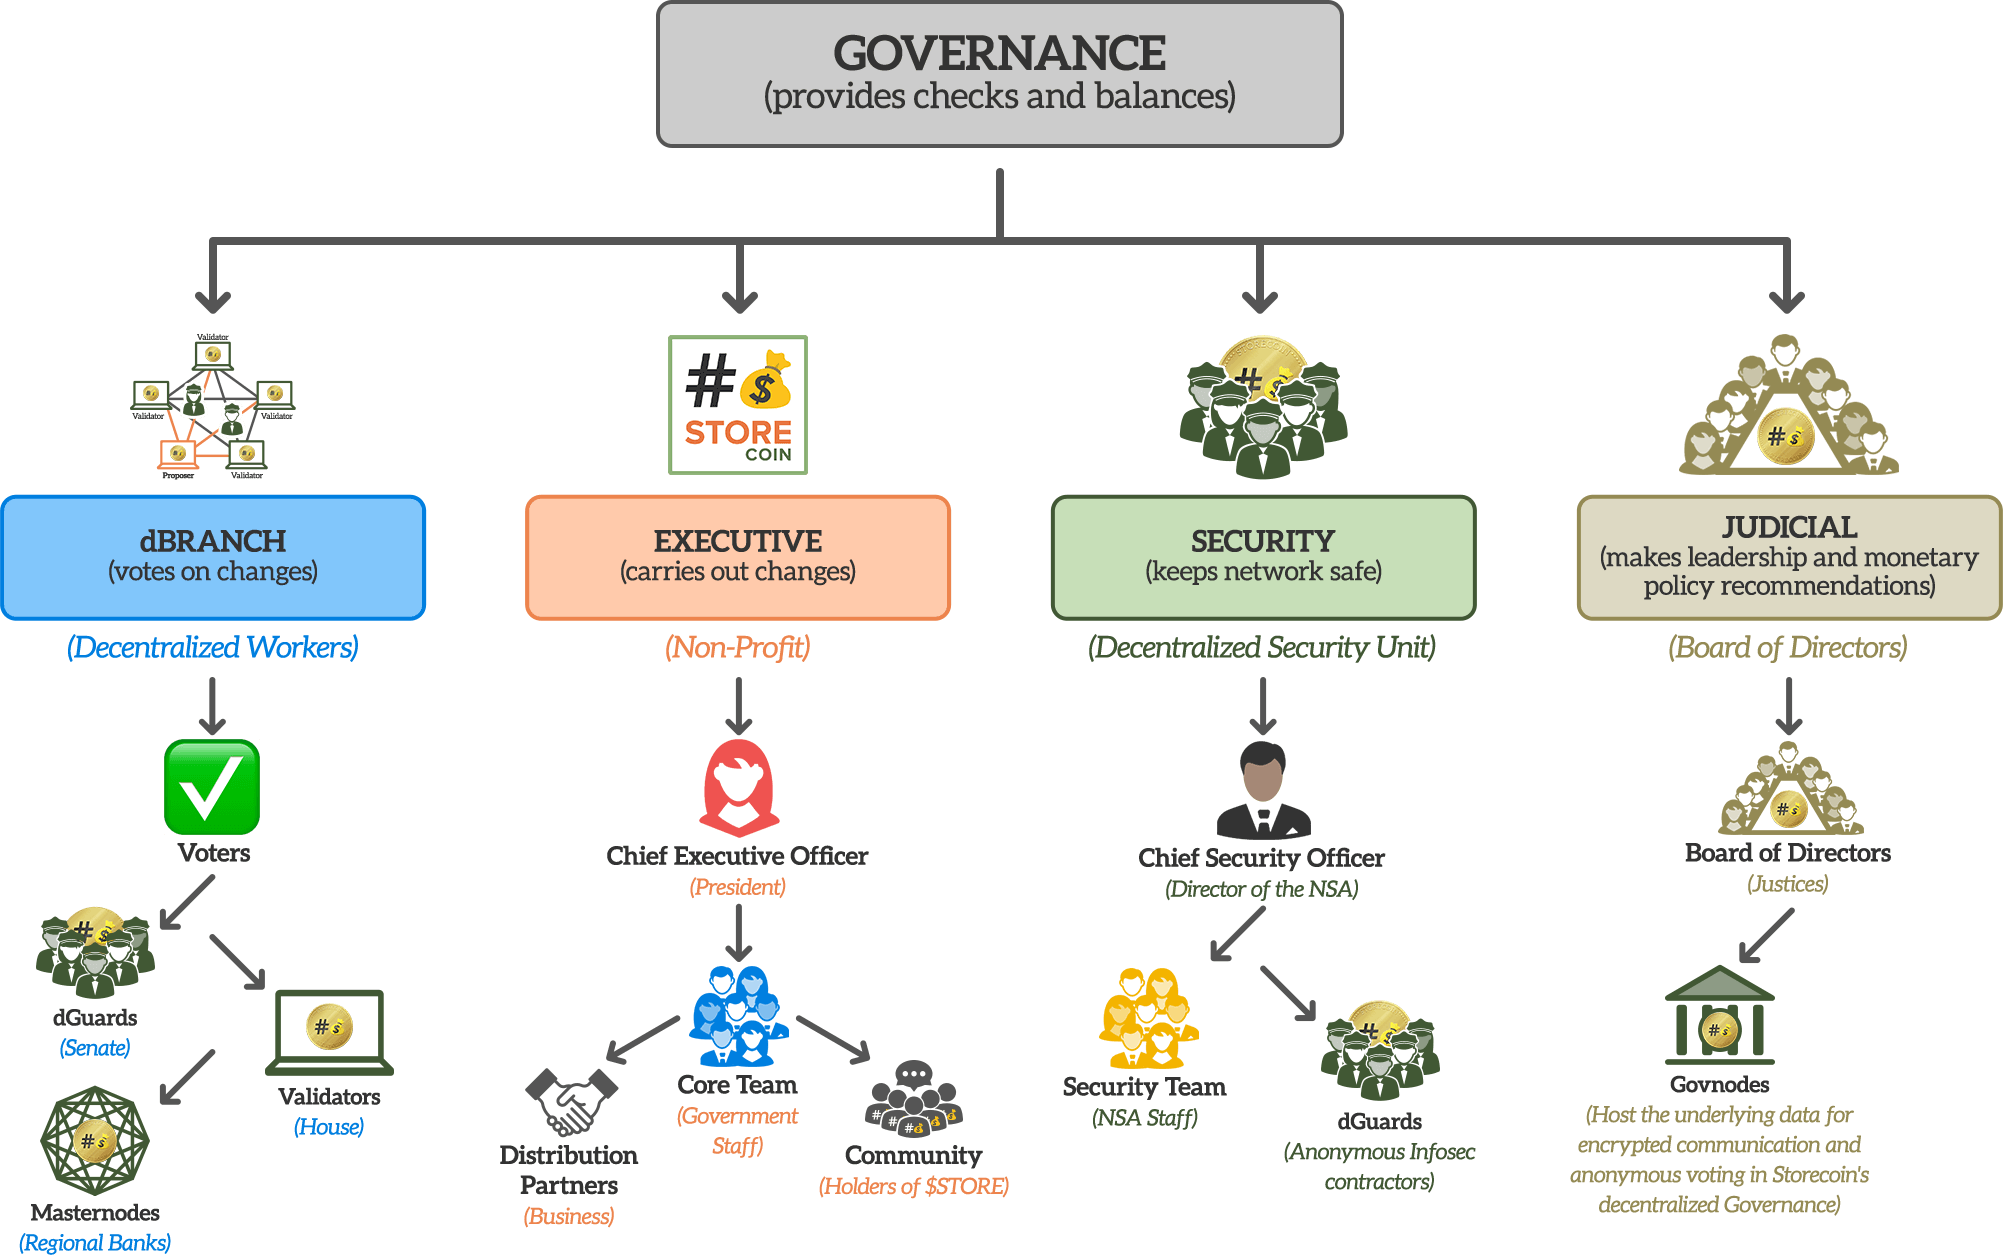 GOVERNANCE
(provides checks and balances)
Validator
Validator
Validator
Proposer
Validator
#
$
STORE
COIN
STORECOIN
#
#$
dBRANCH
(votes on changes)
(Decentralized Workers)
EXECUTIVE
(carries out changes)
(Non-Profit)
SECURITY
(keeps network safe)
(Decentralized Security Unit)
JUDICIAL
(makes leadership and monetary
policy recommendations)
(Board of Directors)
Voters
dGuards
(Senate)
Validators
(House)
Masternodes
(Regional Banks)
Chief Executive Officer
(President)
Core Team
(Government
Staff)
Distribution
Partners
(Business)
Community
(Holders of $STORE)
Chief Security Officer
(Director of the NSA)
Security Team
(NSA Staff)
dGuards
(Anonymous Infosec
contractors)
Board of Directors
(Justices)
Govnodes
(Host the underlying data for
encrypted communication and
anonymous voting in Storecoin's
decentralized Governance)